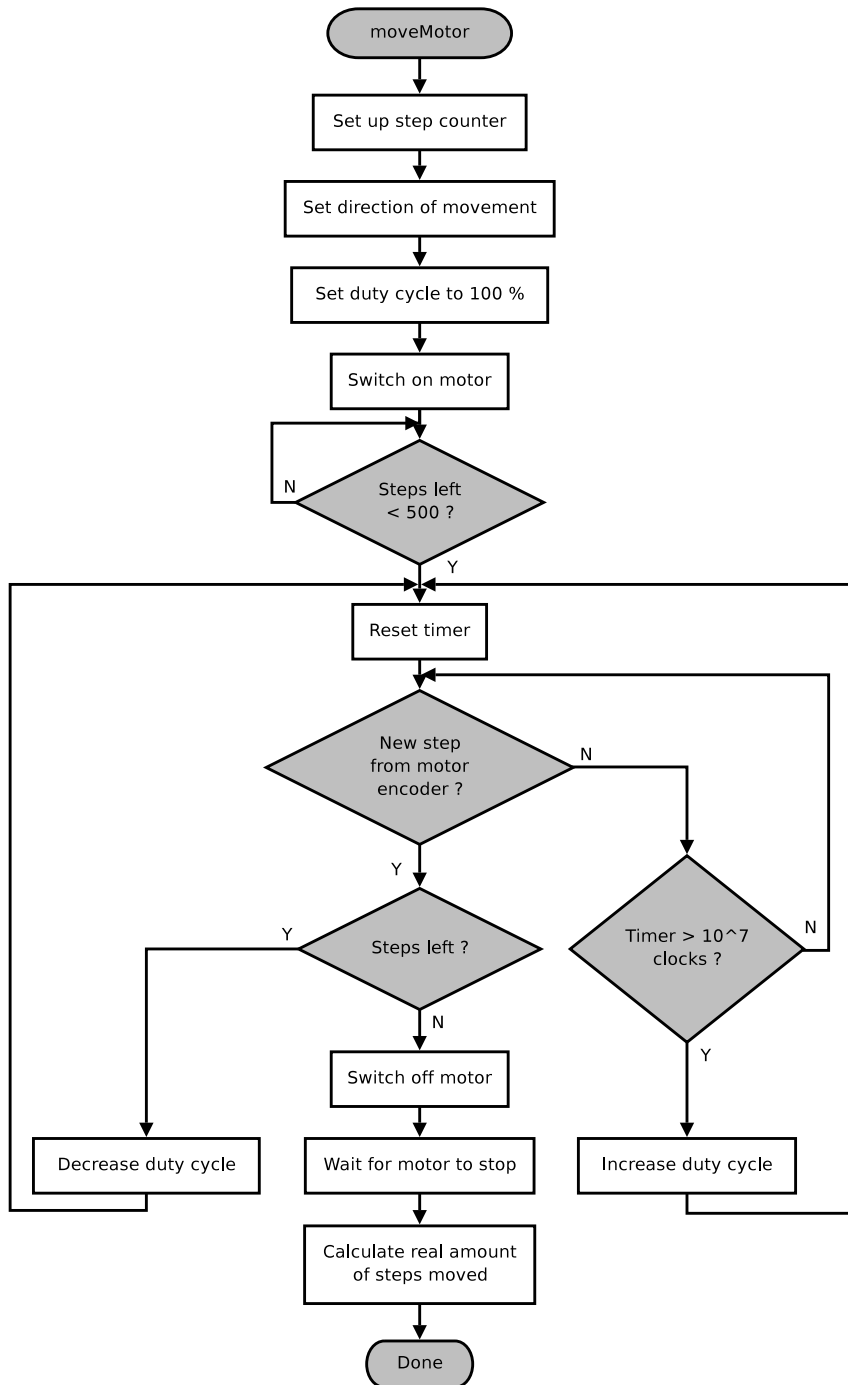 moveMotor
Set up step counter
Set direction of movement
Set duty cycle to 100 %
Switch on motor
Steps left
< 500 ?
N
Y
Reset timer
New step
from motor
encoder ?
N
Y
Steps left ?
Y
N
Timer > 10^7
clocks ?
N
Y
Switch off motor
Decrease duty cycle
Wait for motor to stop
Increase duty cycle
Calculate real amount
of steps moved
Done